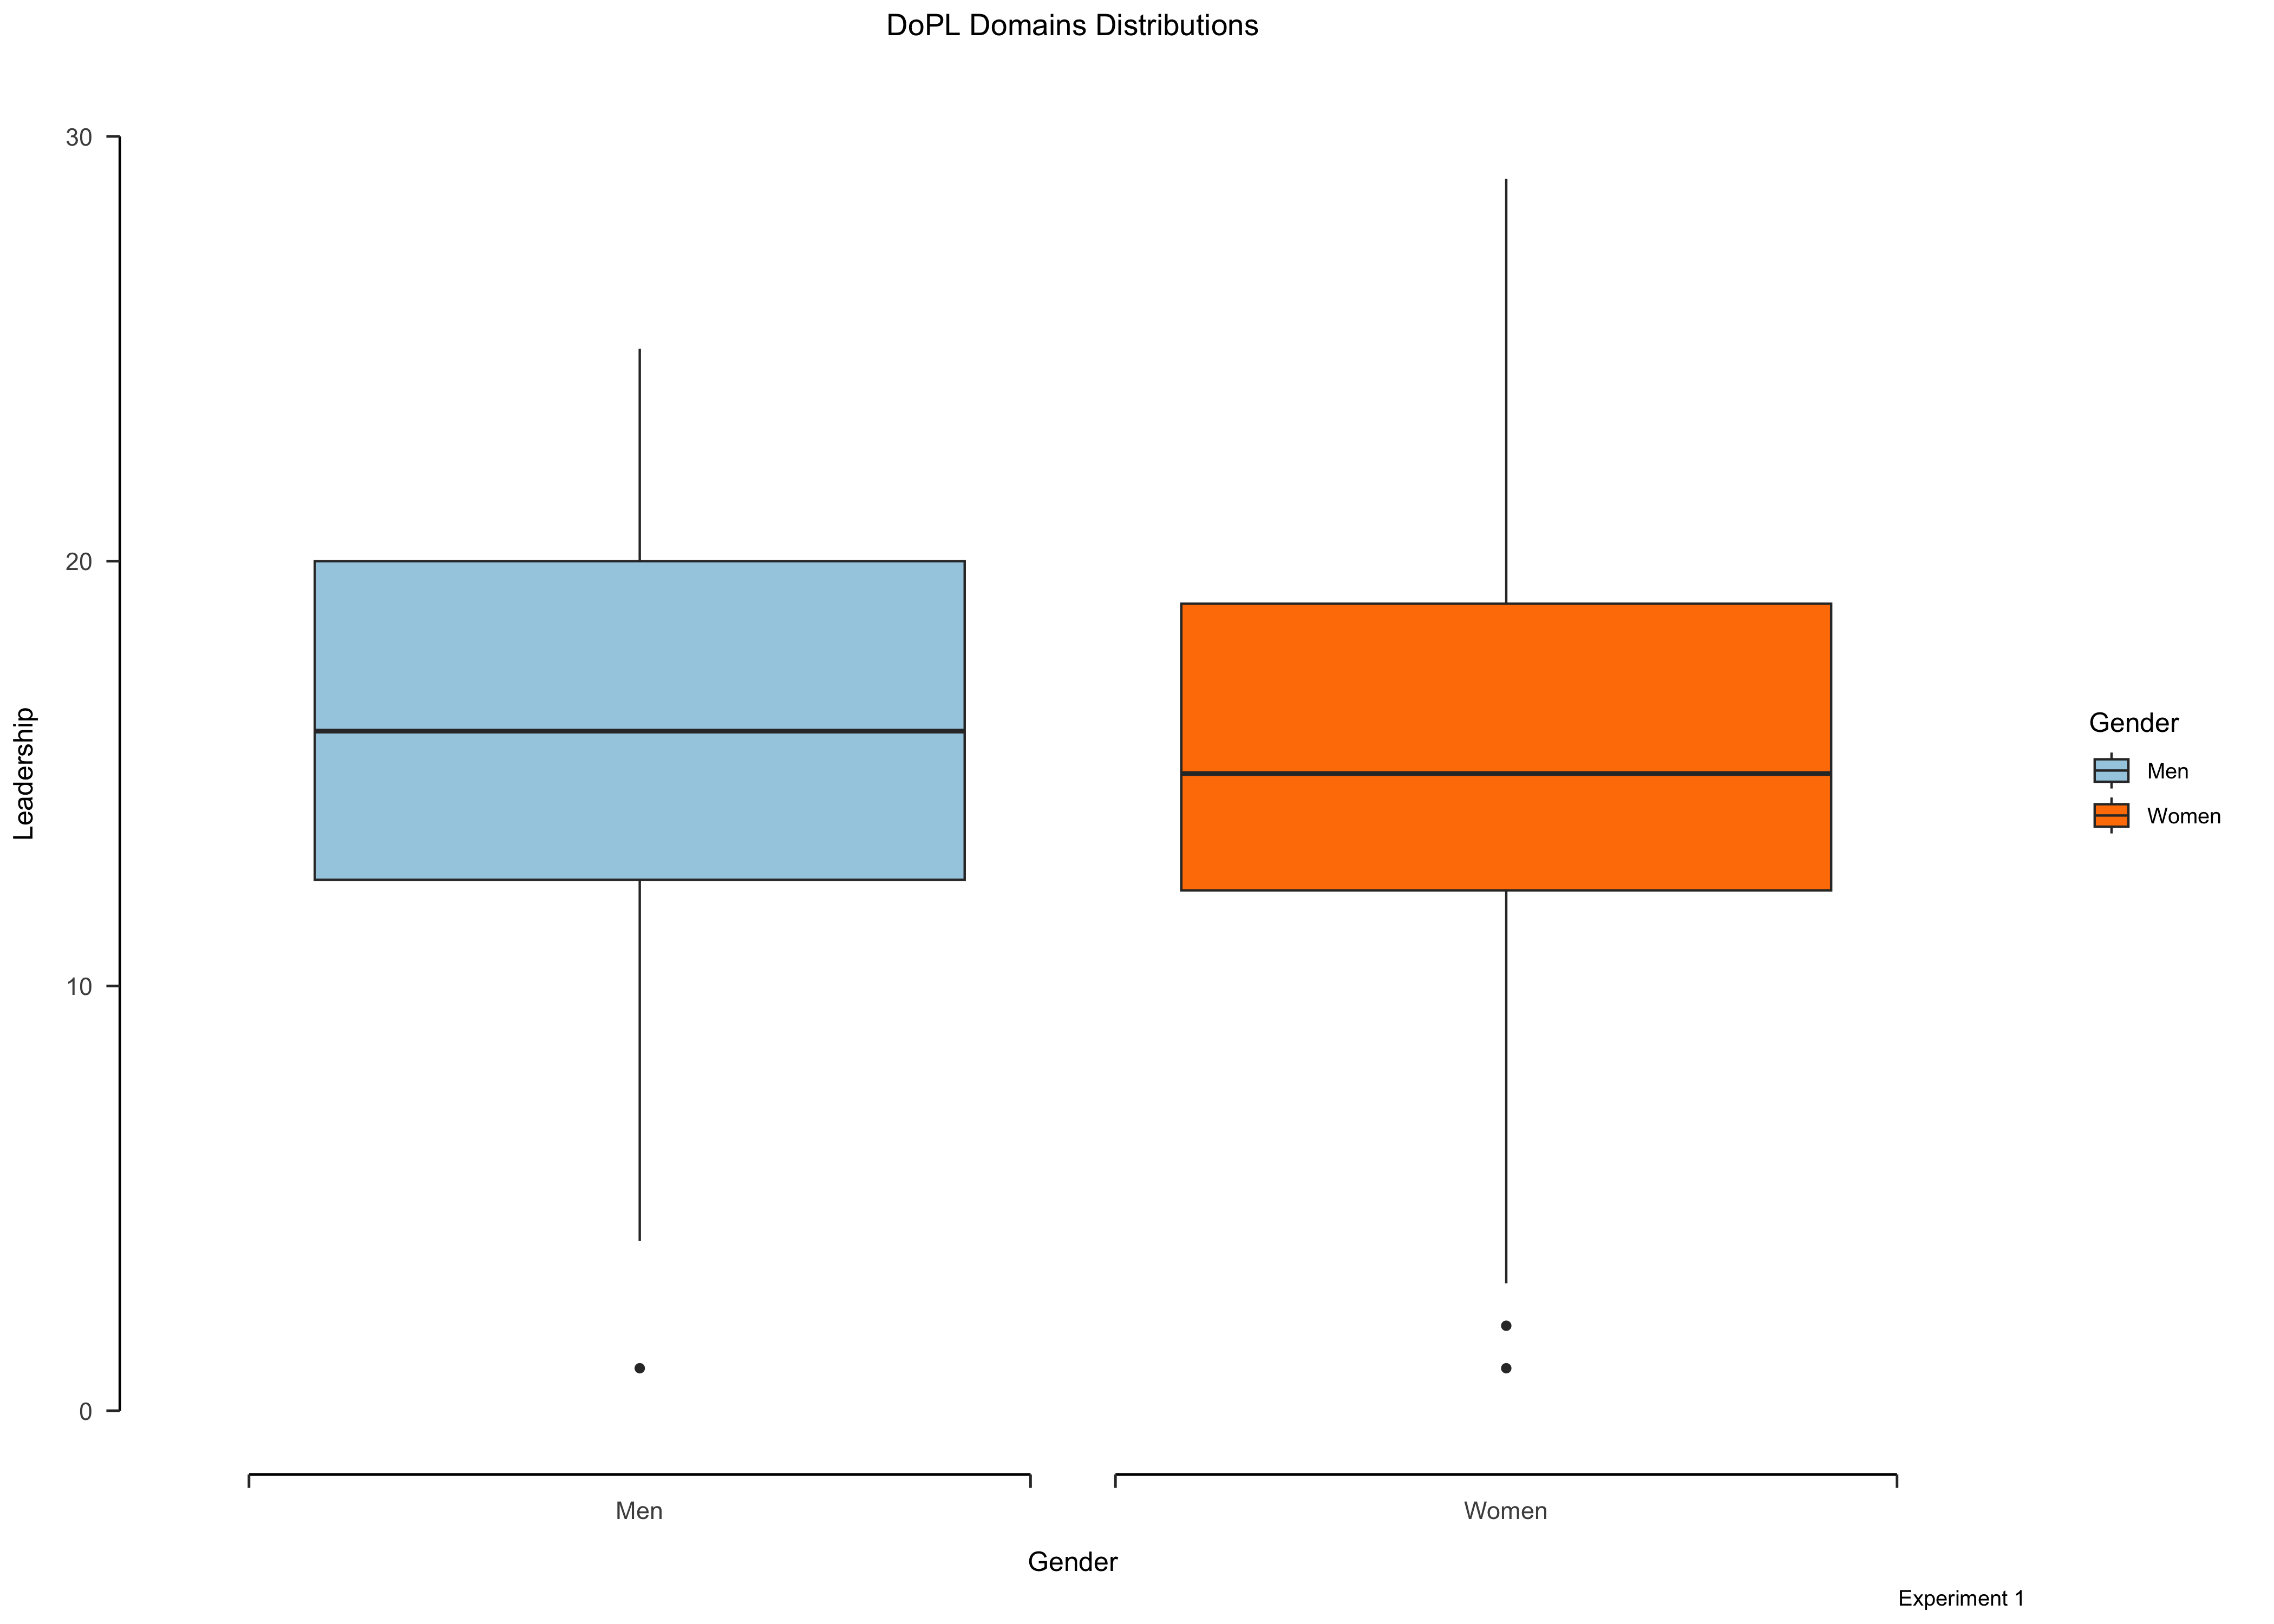 DoPL Domains Distributions
30
20
10
0
Leadership
Men
Women
Gender
Gender
Men
Women
Experiment 1